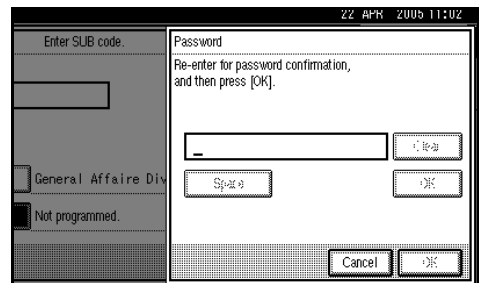 22 APR 2005 11:02
Enter SUB code.
Password
Re-enter for password confirmation,
and then press [OK].
_
Clear
Space
OK
General Affaire Div
Not programmed.
Cancel
OK